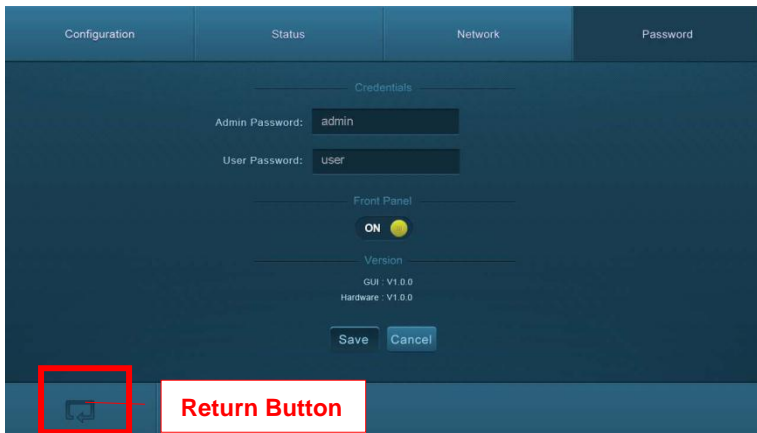 Configuration Status Network Password
Credentials
Admin Password: admin
User Password: user
Front Panel
ON
Version
GUI : V1.0.0
Hardware : V1.0.0
Save Cancel
Return Button